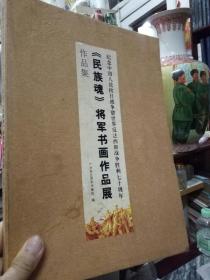 纪念中国人民抗日战争暨世界反法西斯战争胜利七十周年
《民族魂》将军书画作品展
作品集